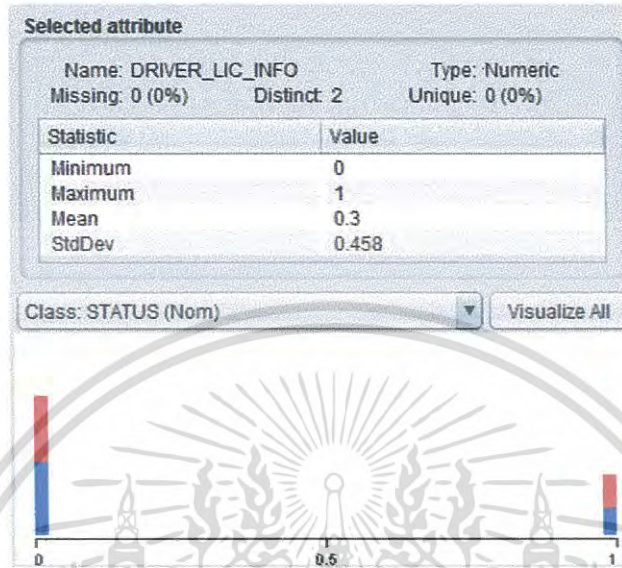 Selected attribute
Name: DRIVER_LIC_INFO Type: Numeric
Missing: 0 (0%) Distinct: 2 Unique: 0 (0%)
Statistic Value
Minimum 0
Maximum 1
Mean 0.3
StdDev 0.458
Class: STATUS (Nom) Visualize All
0 0.5 1